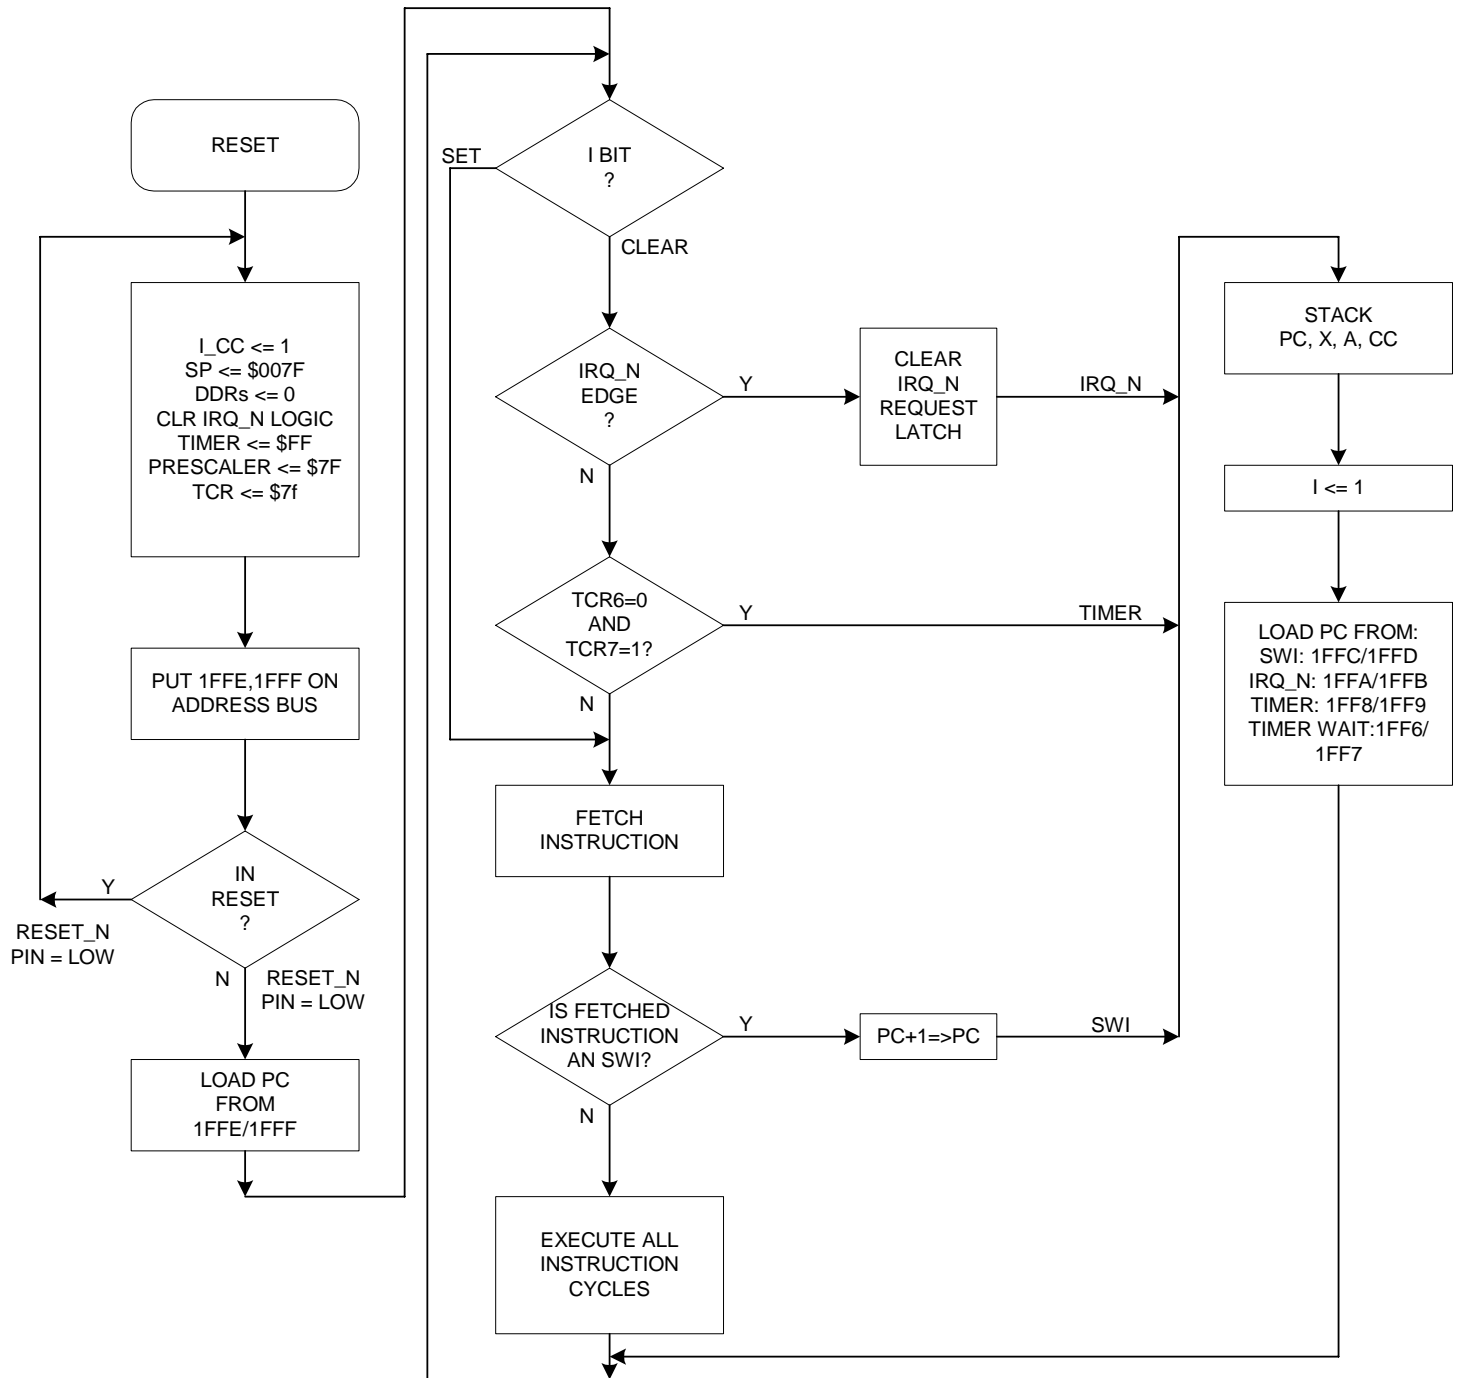 RESET
I_CC <= 1
SP <= $007F
DDRs <= 0
CLR IRQ_N LOGIC
TIMER <= $FF
PRESCALER <= $7F
TCR <= $7f
PUT 1FFE,1FFF ON
ADDRESS BUS
IN
RESET
?
Y
RESET_N
PIN = LOW
N
RESET_N
PIN = LOW
LOAD PC
FROM
1FFE/1FFF
I BIT
?
SET
CLEAR
IRQ_N
EDGE
?
Y
N
CLEAR
IRQ_N
REQUEST
LATCH
IRQ_N
TCR6=0
AND
TCR7=1?
Y
N
TIMER
FETCH
INSTRUCTION
IS FETCHED
INSTRUCTION
AN SWI?
Y
N
PC+1=>PC
SWI
EXECUTE ALL
INSTRUCTION
CYCLES
STACK
PC, X, A, CC
I <= 1
LOAD PC FROM:
SWI: 1FFC/1FFD
IRQ_N: 1FFA/1FFB
TIMER: 1FF8/1FF9
TIMER WAIT:1FF6/
1FF7